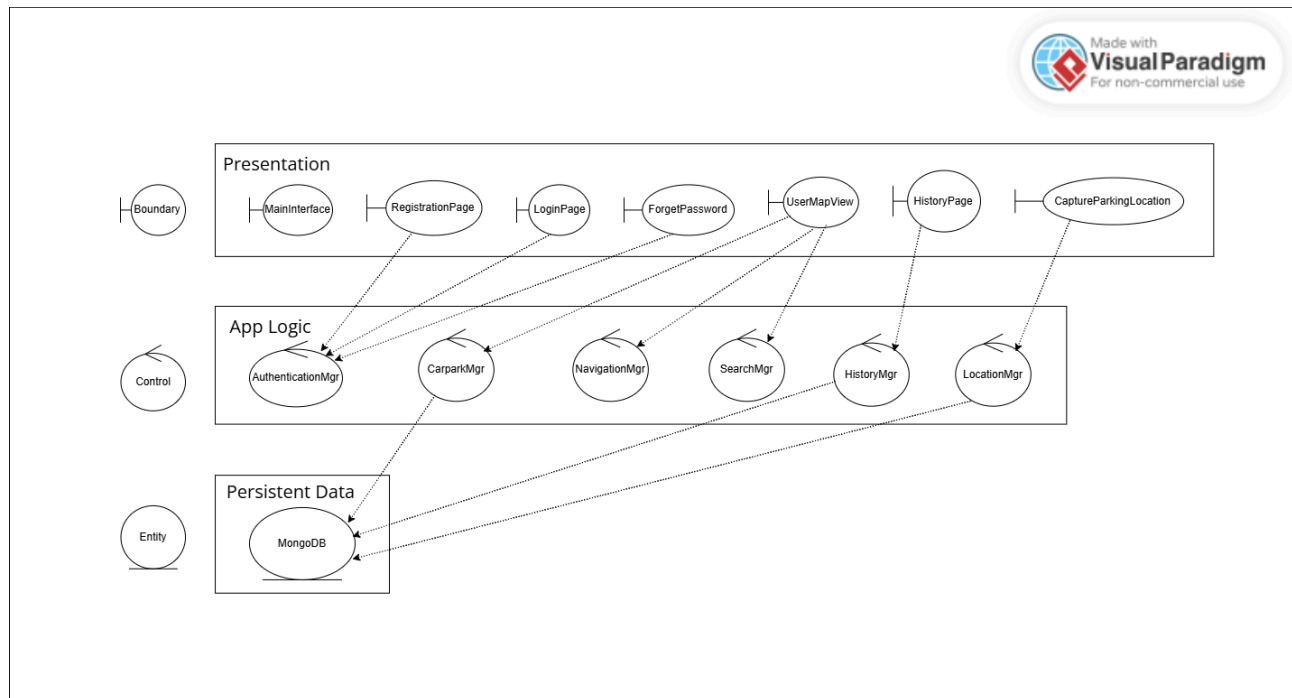 Made with
Visual Paradigm
For non-commercial use
Presentation
Boundary
MainInterface
RegistrationPage
LoginPage
ForgetPassword
UserMapView
HistoryPage
CaptureParkingLocation
App Logic
Control
AuthenticationMgr
CarparkMgr
NavigationMgr
SearchMgr
HistoryMgr
LocationMgr
Persistent Data
Entity
MongoDB